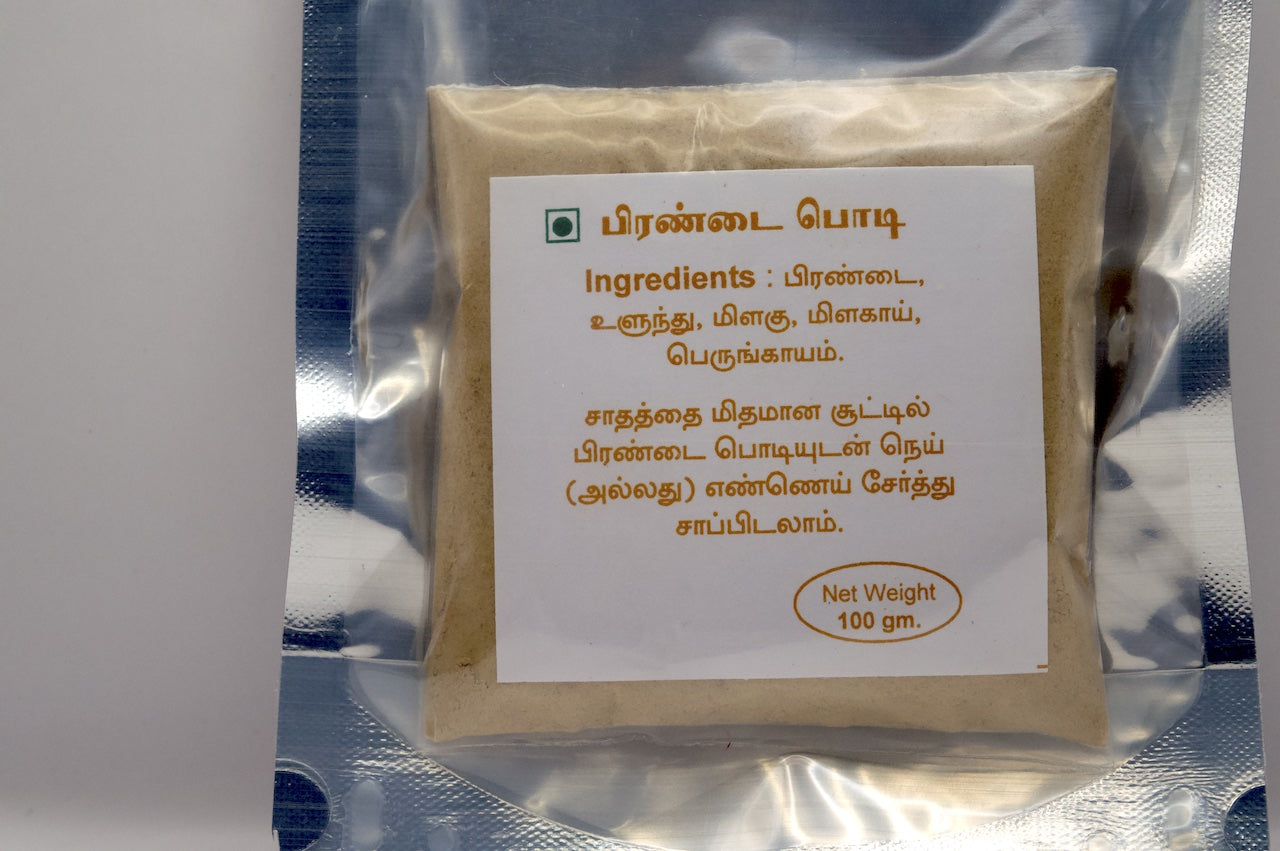 பிரண்டை பொடி
Ingredients : பிரண்டை,
உளுந்து, மிளகு, மிளகாய்,
பெருங்காயம்.
சாதத்தை மிதமான சூட்டில்
பிரண்டை பொடியுடன் நெய்
(அல்லது) எண்ணெய் சேர்த்து
சாப்பிடலாம்.
Net Weight
100 gm.